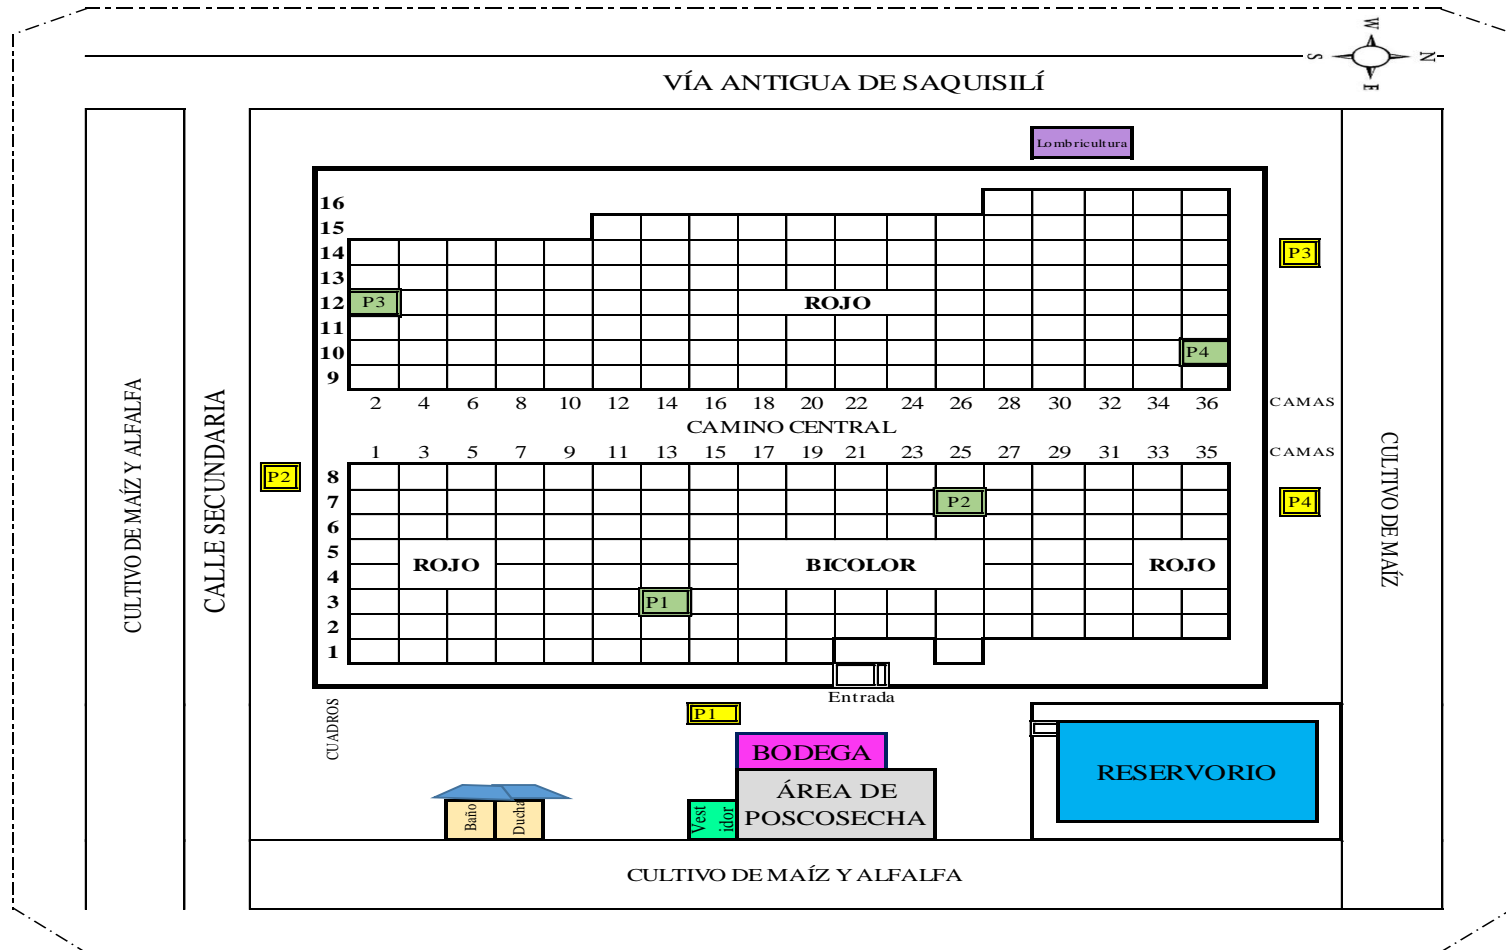 W
S N
E
VÍA ANTIGUA DE SAQUISILÍ
Lombricultura
16
15
14
P3
13
12 P3 ROJO
11
10 P4
9
2 4 6 8 10 12 14 16 18 20 22 24 26 28 30 32 34 36 CAMAS
CAMINO CENTRAL
1 3 5 7 9 11 13 15 17 19 21 23 25 27 29 31 33 35 CAMAS
P2 8
7 P2 P4
6
5
ROJO BICOLOR ROJO
4
3 P1
2
1
Entrada
CULTIVO DE MAÍZ Y ALFALFA
CALLE SECUNDARIA
CULTIVO DE MAÍZ
CUADROS
P1
BODEGA
RESERVORIO
ÁREA DE
POSCOSECHA
Baño
Ducha
Vest
idor
CULTIVO DE MAÍZ Y ALFALFA